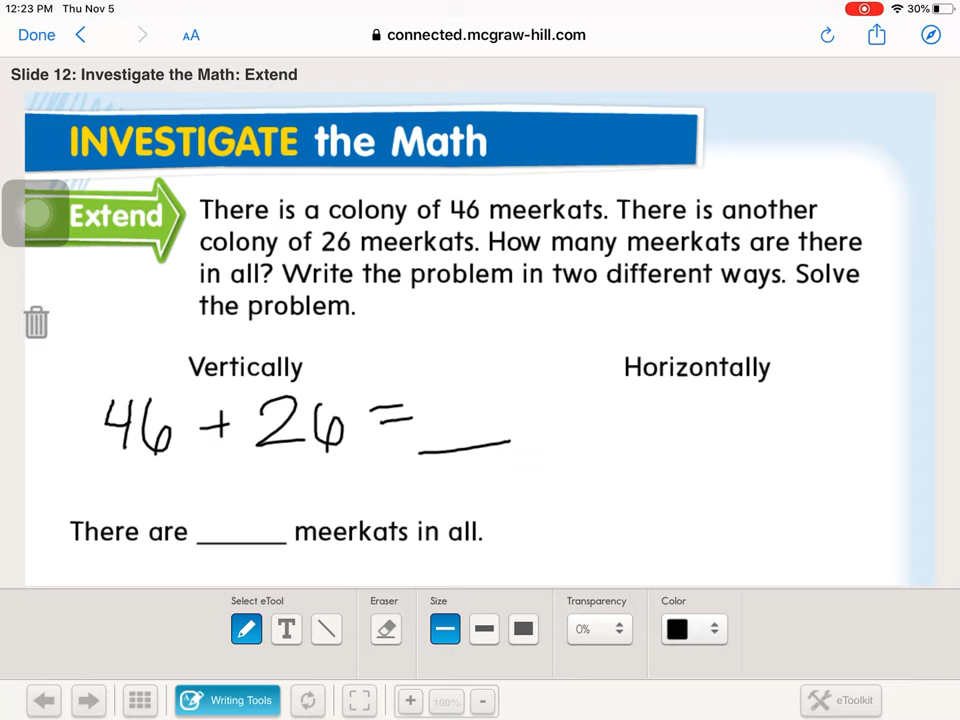 12:23 PM Thu Nov 5 30%
Done AA connected.mcgraw-hill.com
Slide 12: Investigate the Math: Extend
INVESTIGATE the Math
Extend
There is a colony of 46 meerkats. There is another
colony of 26 meerkats. How many meerkats are there
in all? Write the problem in two different ways. Solve
the problem.
Vertically Horizontally
46 + 26 = __
There are ______ meerkats in all.
Select eTool Eraser Size Transparency Color
T 0%
Writing Tools + 100% - eToolkit